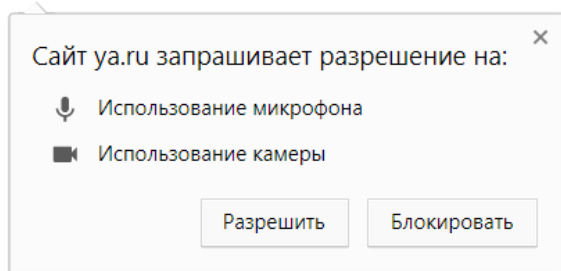 Сайт ya.ru запрашивает разрешение на:
Использование микрофона
Использование камеры
Разрешить Блокировать